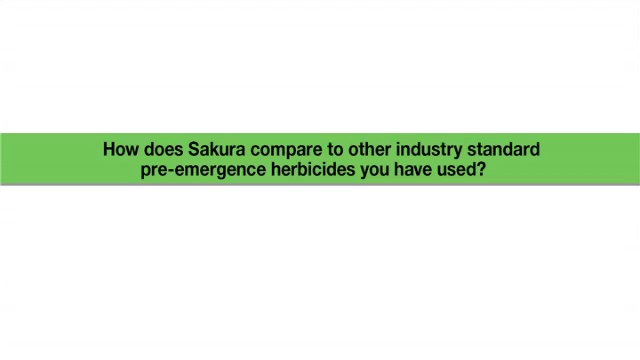 How does Sakura compare to other industry standard
pre-emergence herbicides you have used?